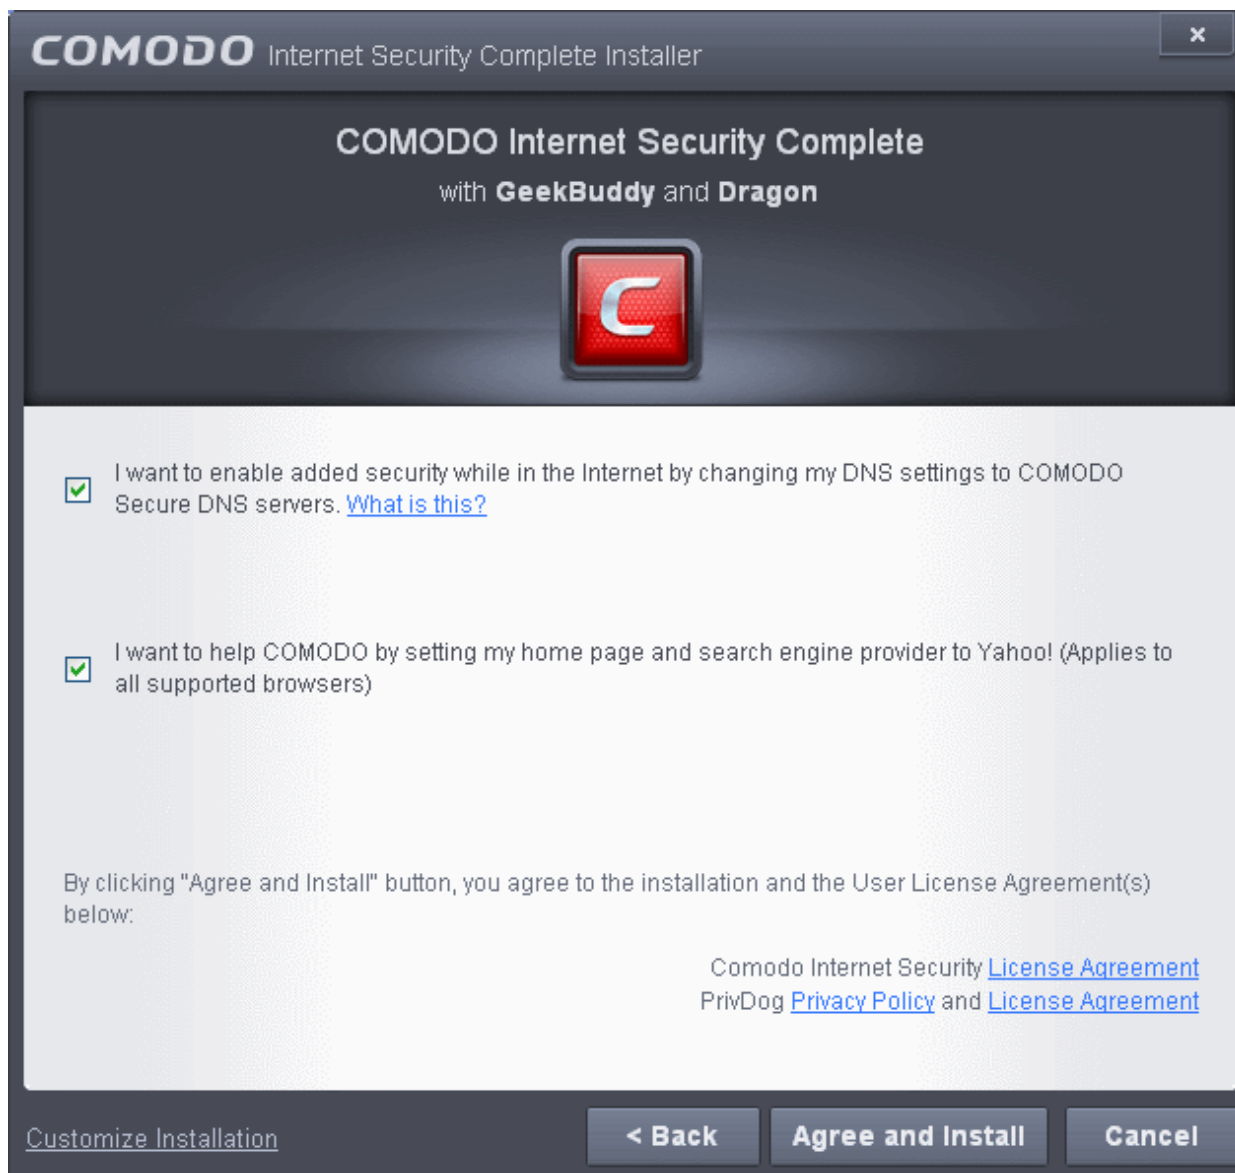 COMODO Internet Security Complete Installer
x
COMODO Internet Security Complete
with GeekBuddy and Dragon
C
I want to enable added security while in the Internet by changing my DNS settings to COMODO
Secure DNS servers. What is this?
I want to help COMODO by setting my home page and search engine provider to Yahoo! (Applies to
all supported browsers)
By clicking "Agree and Install" button, you agree to the installation and the User License Agreement(s)
below:
Comodo Internet Security License Agreement
PrivDog Privacy Policy and License Agreement
Customize Installation
< Back
Agree and Install
Cancel